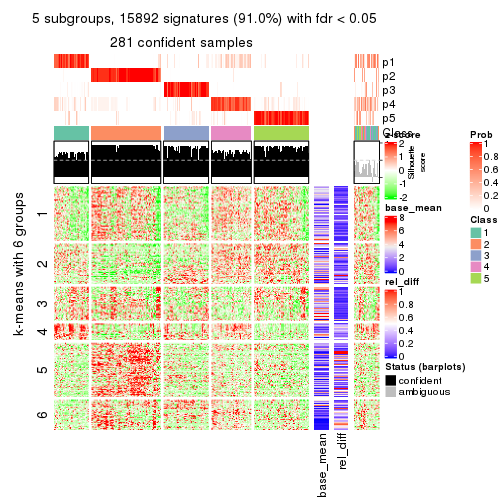 5 subgroups, 15892 signatures (91.0%) with fdr < 0.05
281 confident samples
p1
p2
p3
p4
p5
Class
Silhouette
score
k-means with 6 groups
1
2
3
4
5
6
base_mean
rel_diff
z-score
2
1
0
-1
-2
base_mean
8
6
4
2
0
rel_diff
1
0.8
0.6
0.4
0.2
0
Status (barplots)
confident
ambiguous
Prob
1
0.8
0.6
0.4
0.2
0
Class
1
2
3
4
5